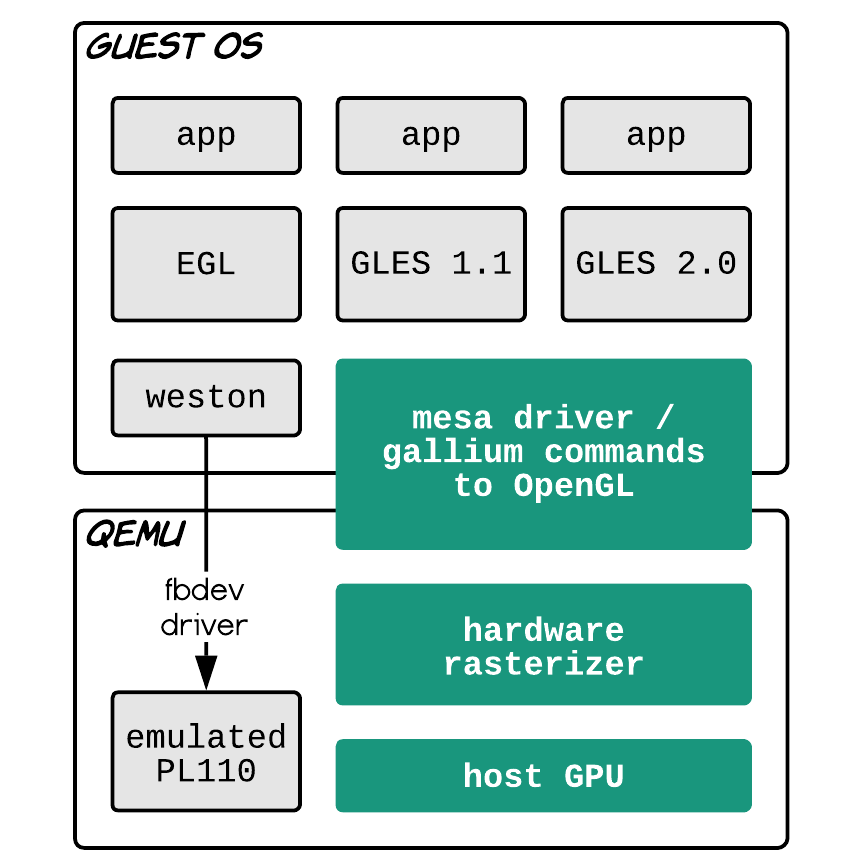 GUEST OS
app
app
app
EGL
GLES 1.1
GLES 2.0
weston
mesa driver /
gallium commands
to OpenGL
QEMU
fbdev
driver
hardware
rasterizer
emulated
PL110
host GPU